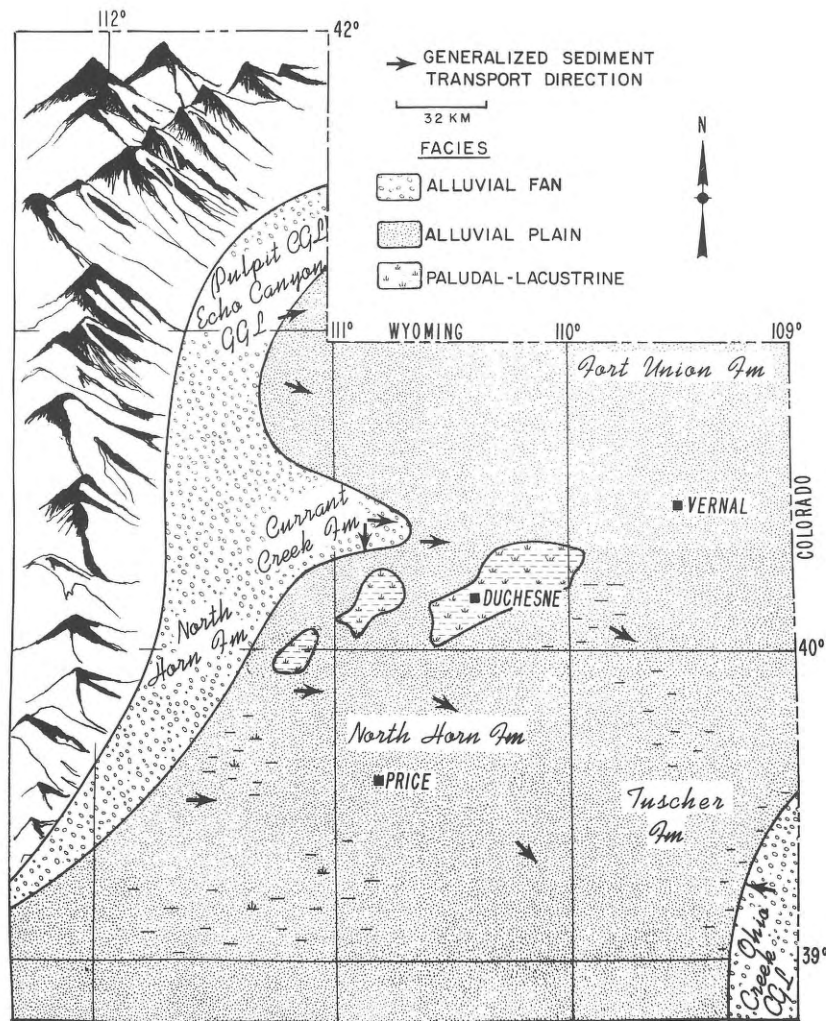 112°
42°
GENERALIZED SEDIMENT
TRANSPORT DIRECTION
32 KM
N
FACIES
ALLUVIAL FAN
ALLUVIAL PLAIN
PALUDAL-LACUSTRINE
Pulpit CGL
Echo Canyon
GGL
111°
WYOMING
110°
109°
Fort Union Fm
COLORADO
VERNAL
Currant
Creek Fm
DUCHESNE
North
Horn Fm
40°
North Horn Fm
PRICE
Tuscher
Fm
Ohio
Creek
CGL
39°